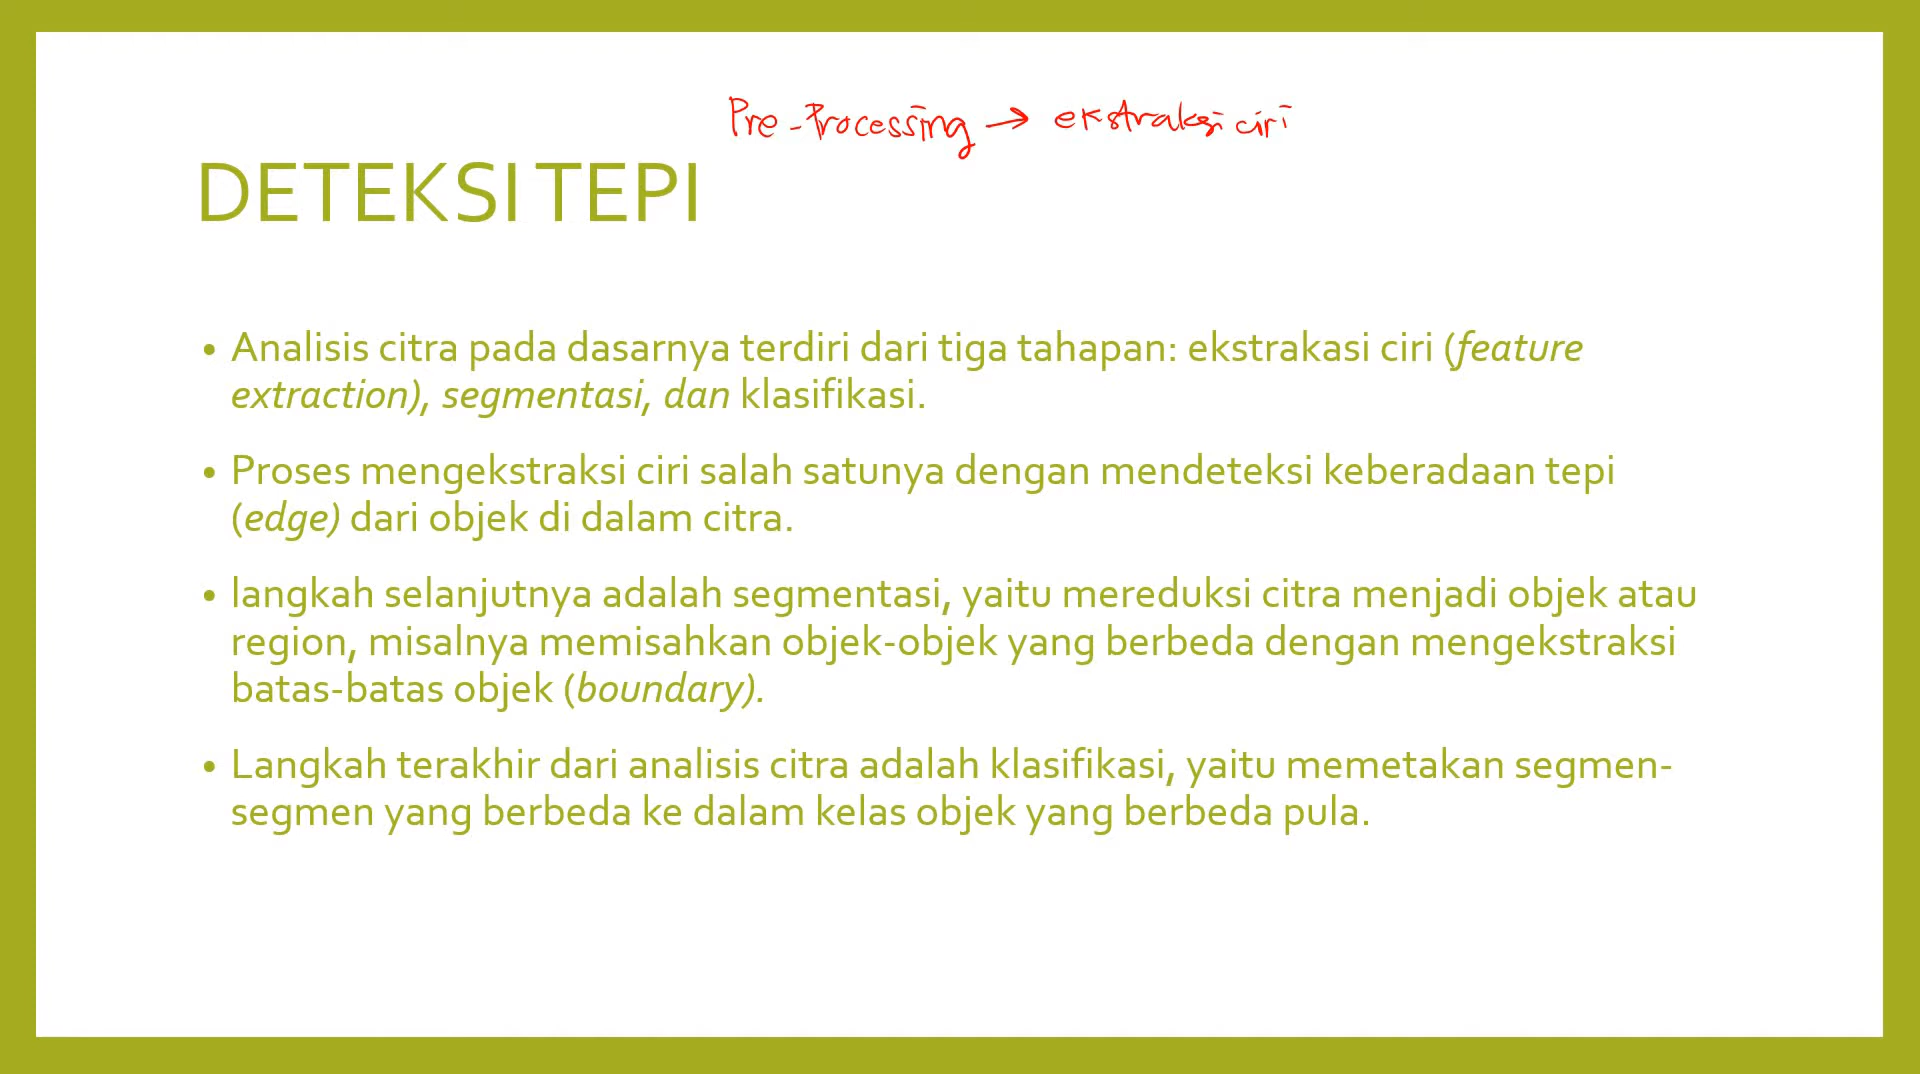 Pre-Processing → ekstraksi ciri
DETEKSI TEPI
• Analisis citra pada dasarnya terdiri dari tiga tahapan: ekstrakasi ciri (feature
extraction), segmentasi, dan klasifikasi.
• Proses mengekstraksi ciri salah satunya dengan mendeteksi keberadaan tepi
(edge) dari objek di dalam citra.
• langkah selanjutnya adalah segmentasi, yaitu mereduksi citra menjadi objek atau
region, misalnya memisahkan objek-objek yang berbeda dengan mengekstraksi
batas-batas objek (boundary).
• Langkah terakhir dari analisis citra adalah klasifikasi, yaitu memetakan segmen-
segmen yang berbeda ke dalam kelas objek yang berbeda pula.